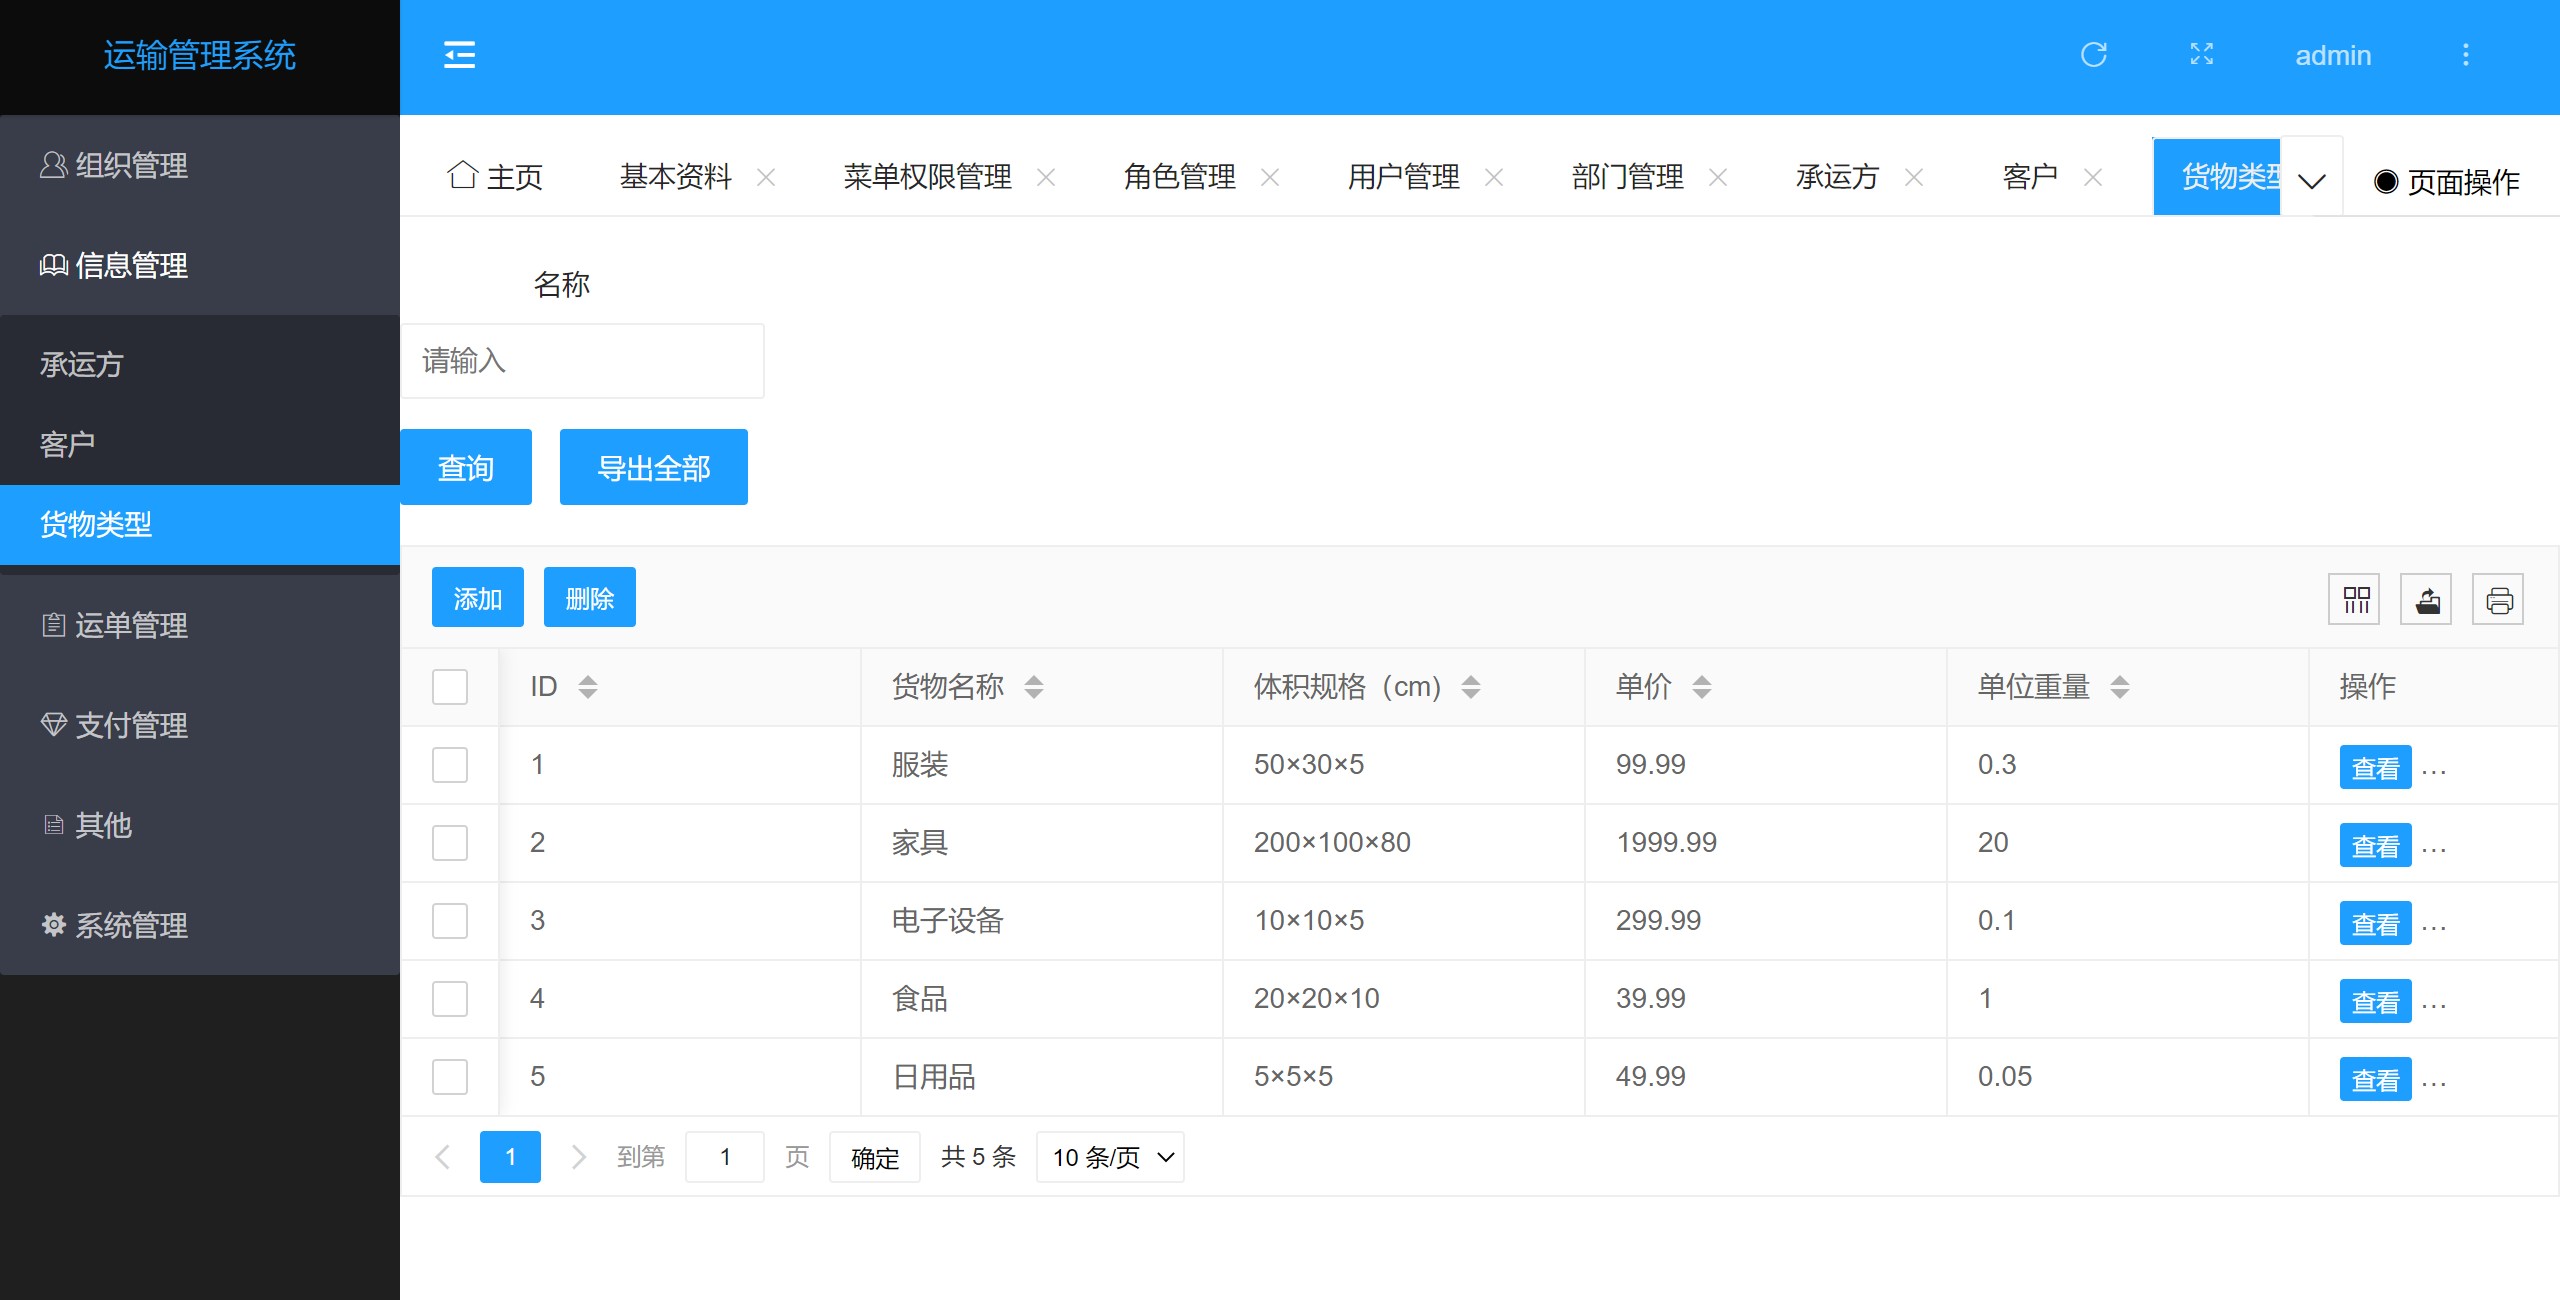 运输管理系统
admin
组织管理
信息管理
承运方
客户
货物类型
运单管理
支付管理
其他
系统管理
主页 基本资料 菜单权限管理 角色管理 用户管理 部门管理 承运方 客户 货物类型 页面操作
名称
请输入
查询 导出全部
添加 删除
ID 货物名称 体积规格（cm） 单价 单位重量 操作
1 服装 50×30×5 99.99 0.3 查看 ...
2 家具 200×100×80 1999.99 20 查看 ...
3 电子设备 10×10×5 299.99 0.1 查看 ...
4 食品 20×20×10 39.99 1 查看 ...
5 日用品 5×5×5 49.99 0.05 查看 ...
1 到第 1 页 确定 共 5 条 10 条/页